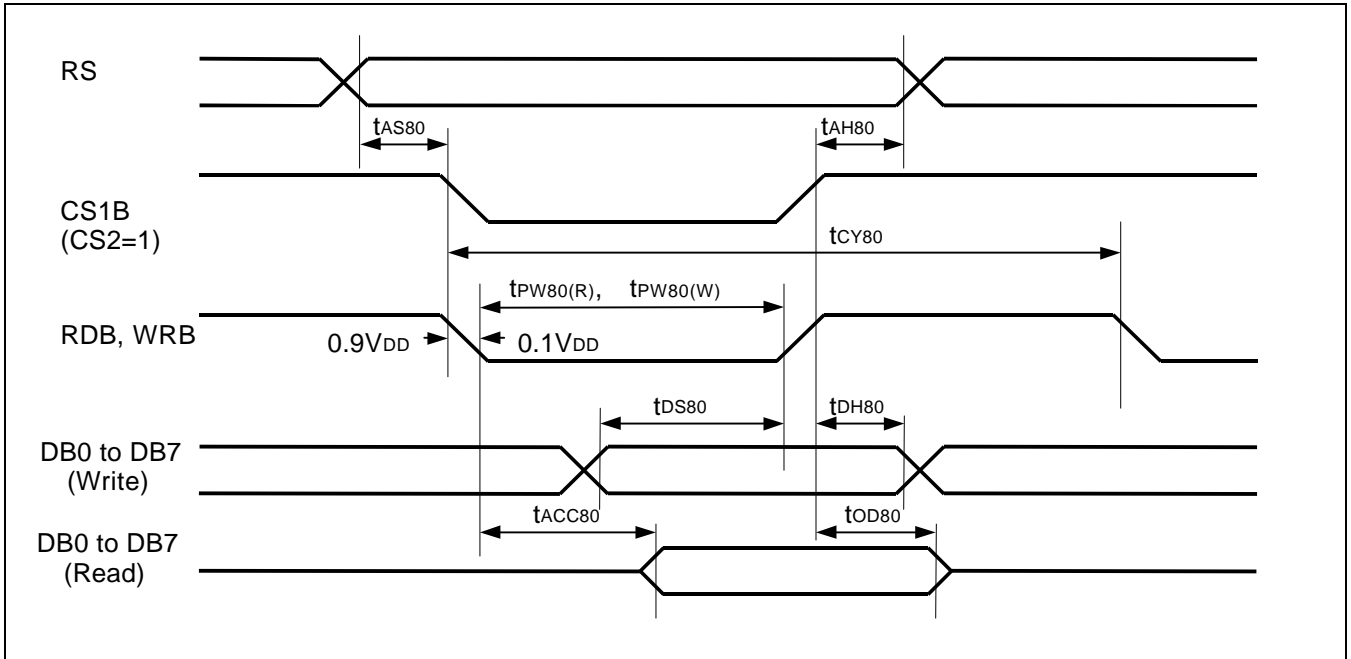 RS
tAS80
tAH80
CS1B
(CS2=1)
tCY80
tPW80(R), tPW80(W)
RDB, WRB
0.9VDD
0.1VDD
tDS80
tDH80
DB0 to DB7
(Write)
tACC80
tOD80
DB0 to DB7
(Read)